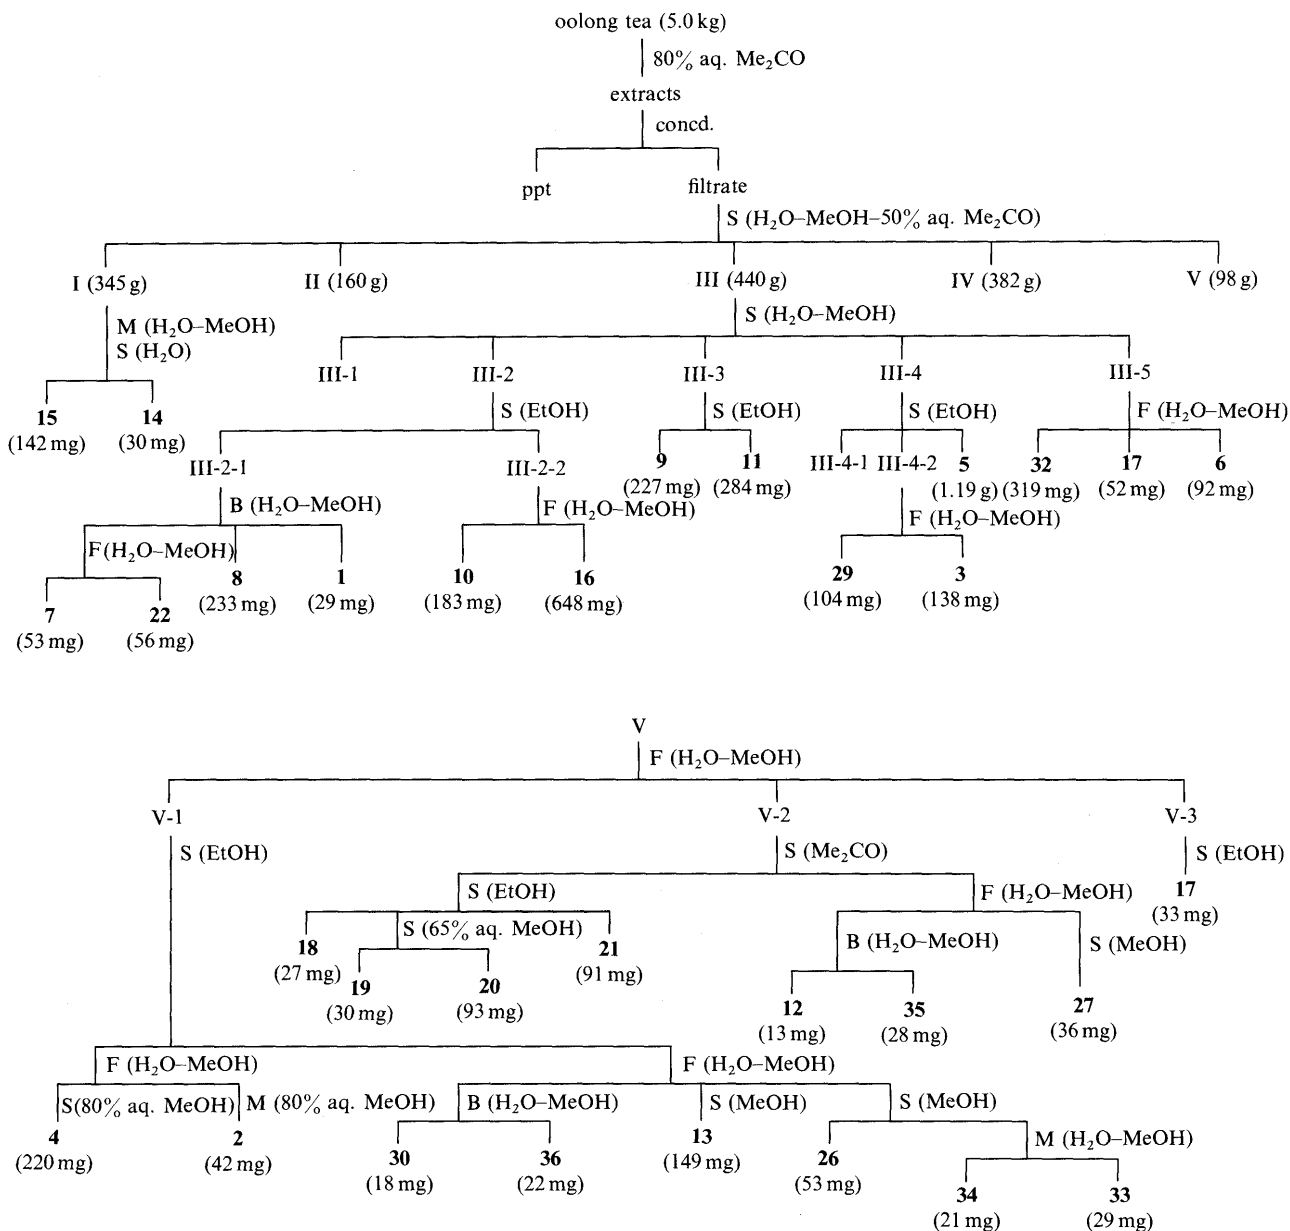 oolong tea (5.0 kg)
80% aq. Me₂CO
extracts
concd.
ppt filtrate
S (H₂O–MeOH–50% aq. Me₂CO)
I (345 g) II (160 g) III (440 g) IV (382 g) V (98 g)
M (H₂O–MeOH) S (H₂O–MeOH)
S (H₂O)
III-1 III-2 III-3 III-4 III-5
15 14 S (EtOH) S (EtOH) S (EtOH) F (H₂O–MeOH)
(142 mg) (30 mg)
III-2-1 III-2-2 9 11 III-4-1 III-4-2 5 32 17 6
(227 mg) (284 mg) (1.19 g) (319 mg) (52 mg) (92 mg)
B (H₂O–MeOH) F (H₂O–MeOH) F (H₂O–MeOH)
F(H₂O–MeOH)
8 1 10 16 29 3
(233 mg) (29 mg) (183 mg) (648 mg) (104 mg) (138 mg)
7 22
(53 mg) (56 mg)
V
F (H₂O–MeOH)
V-1 V-2 V-3
S (EtOH) S (Me₂CO) S (EtOH)
S (EtOH) F (H₂O–MeOH) 17
(33 mg)
18 S (65% aq. MeOH) 21 B (H₂O–MeOH) S (MeOH)
(27 mg) (91 mg)
19 20 12 35 27
(30 mg) (93 mg) (13 mg) (28 mg) (36 mg)
F (H₂O–MeOH) F (H₂O–MeOH)
S(80% aq. MeOH) M (80% aq. MeOH) B (H₂O–MeOH) S (MeOH) S (MeOH)
4 2 30 36 13 26 M (H₂O–MeOH)
(220 mg) (42 mg) (18 mg) (22 mg) (149 mg) (53 mg)
34 33
(21 mg) (29 mg)